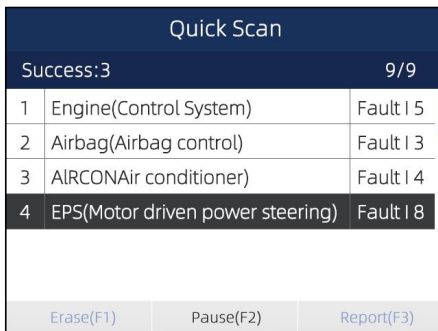 Quick Scan
Success:3 9/9
1 Engine(Control System) Fault I 5
2 Airbag(Airbag control) Fault I 3
3 AIRCONAir conditioner) Fault I 4
4 EPS(Motor driven power steering) Fault I 8
Erase(F1) Pause(F2) Report(F3)